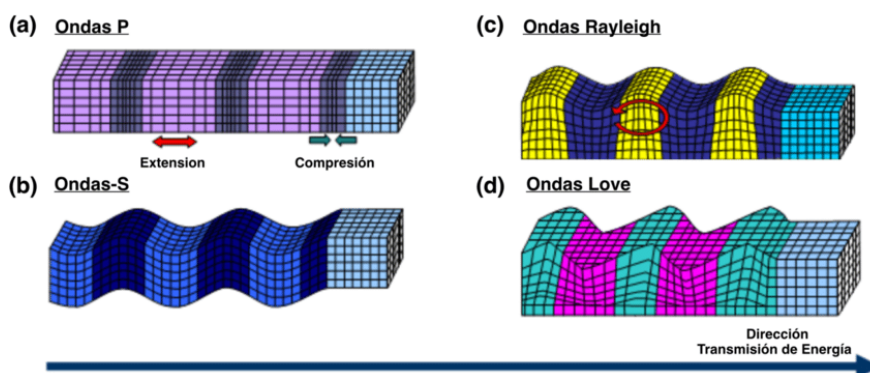 (a) Ondas P
Extension
Compresión
(b) Ondas-S
(c) Ondas Rayleigh
(d) Ondas Love
Dirección
Transmisión de Energía